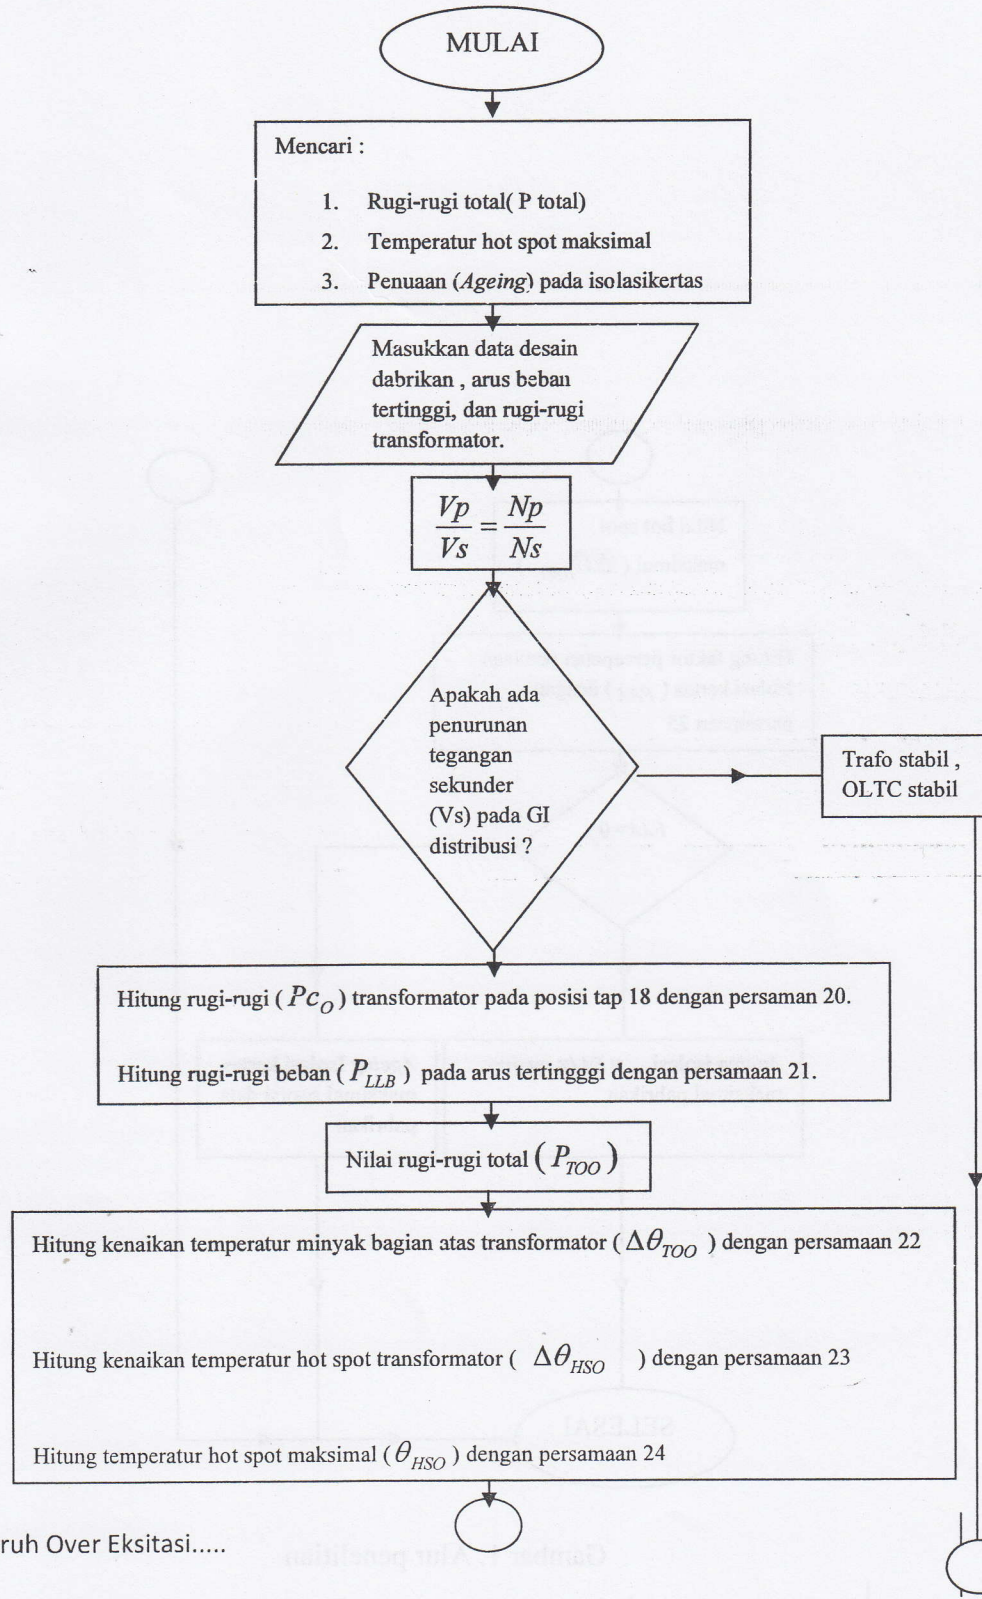 MULAI
Mencari :
1. Rugi-rugi total( P total)
2. Temperatur hot spot maksimal
3. Penuaan (Ageing) pada isolasikertas
Masukkan data desain
dabrikan , arus beban
tertinggi, dan rugi-rugi
transformator.
Vp/Vs = Np/Ns
Apakah ada
penurunan
tegangan
sekunder
(Vs) pada GI
distribusi ?
Trafo stabil ,
OLTC stabil
Hitung rugi-rugi ( Pc_O ) transformator pada posisi tap 18 dengan persaman 20.
Hitung rugi-rugi beban ( P_LLB ) pada arus tertingggi dengan persamaan 21.
Nilai rugi-rugi total ( P_TOO )
Hitung kenaikan temperatur minyak bagian atas transformator ( Δθ_TOO ) dengan persamaan 22
Hitung kenaikan temperatur hot spot transformator ( Δθ_HSO ) dengan persamaan 23
Hitung temperatur hot spot maksimal ( θ_HSO ) dengan persamaan 24
ruh Over Eksitasi.....